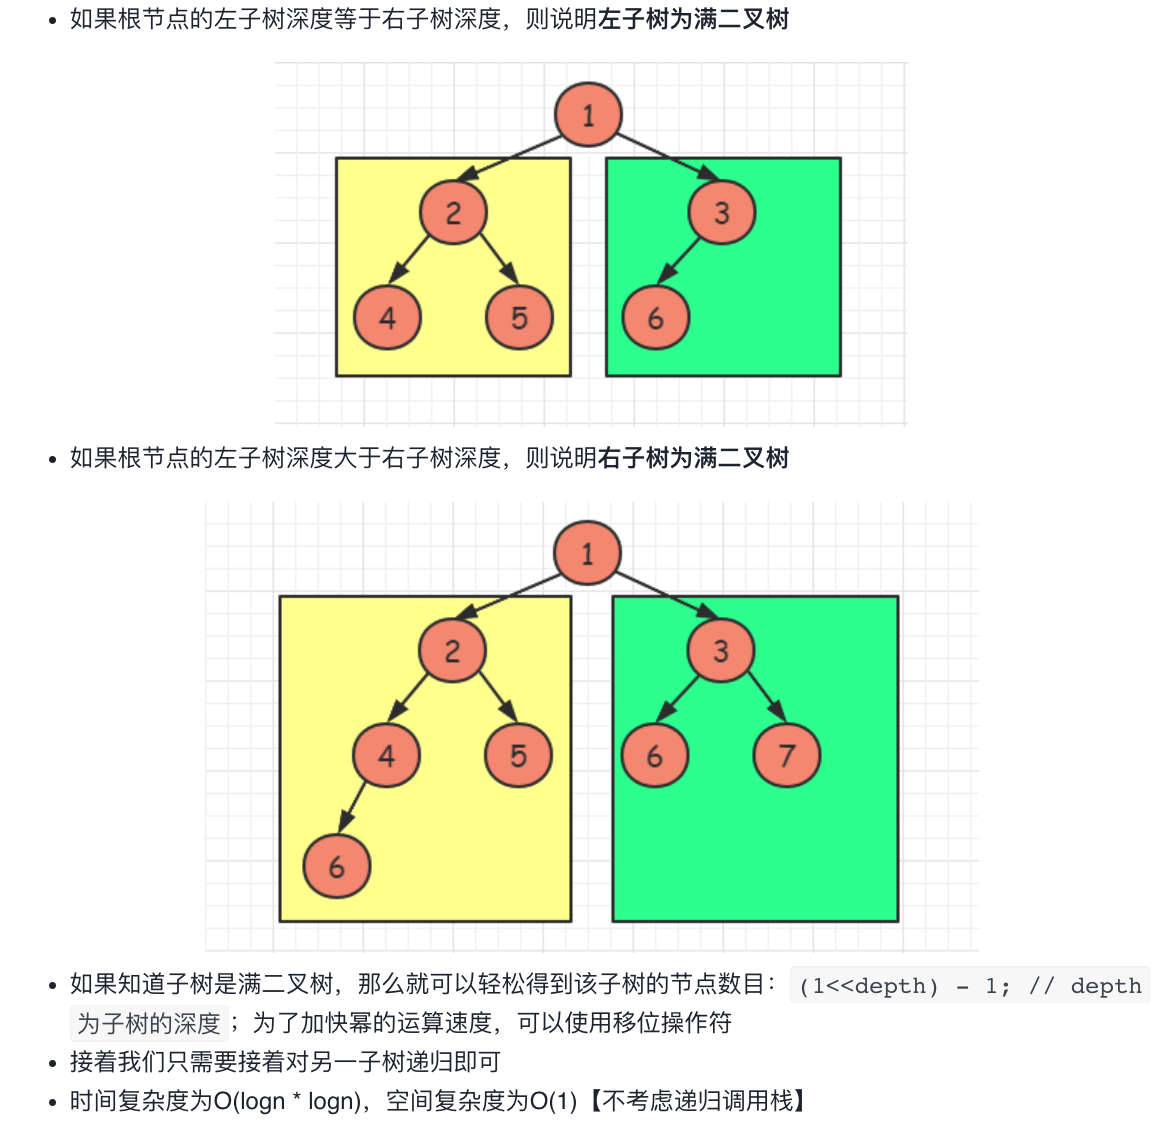 如果根节点的左子树深度等于右子树深度，则说明左子树为满二叉树
1
2
3
4
5
6
如果根节点的左子树深度大于右子树深度，则说明右子树为满二叉树
1
2
3
4
5
6
7
6
如果知道子树是满二叉树，那么就可以轻松得到该子树的节点数目：(1<<depth) - 1; // depth
为子树的深度；为了加快幂的运算速度，可以使用移位操作符
接着我们只需要接着对另一子树递归即可
时间复杂度为O(logn * logn)，空间复杂度为O(1)【不考虑递归调用栈】